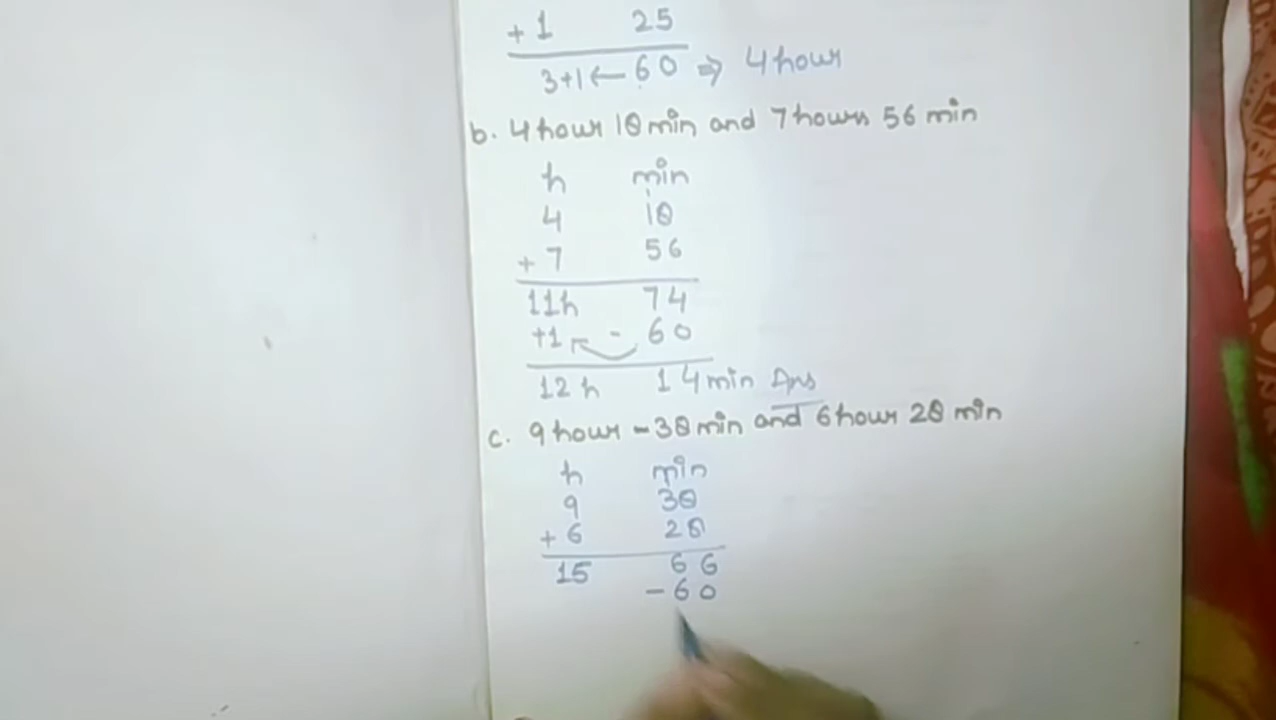 + 1 25
3+1 ← 60 ⇒ 4 hour
b. 4 hour 18 min and 7 hours 56 min
h min
4 18
+ 7 56
11h 74
+1 - 60
12 h 14 min Ans
c. 9 hour - 38 min and 6 hour 28 min
h min
9 38
+ 6 28
15 66
- 60